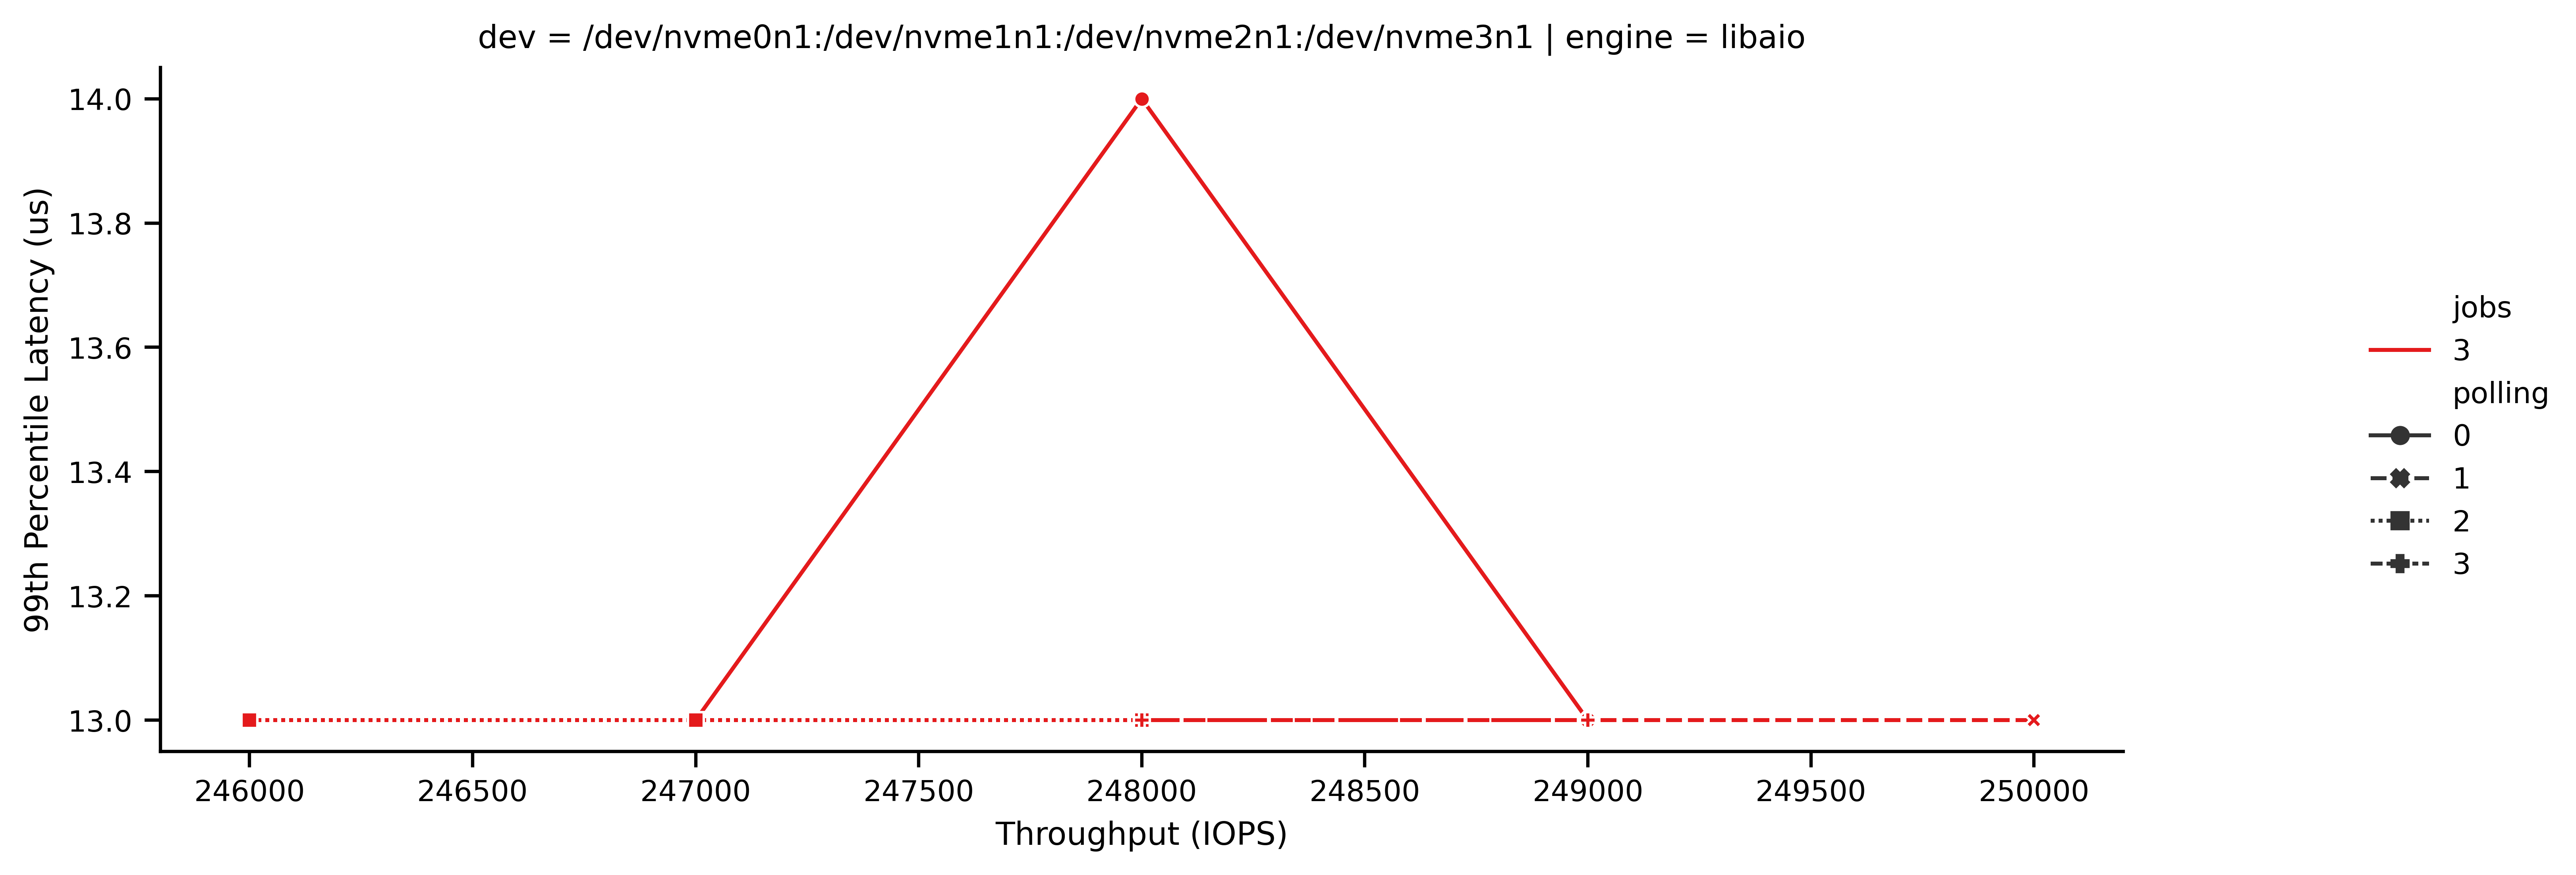 dev = /dev/nvme0n1:/dev/nvme1n1:/dev/nvme2n1:/dev/nvme3n1 | engine = libaio
99th Percentile Latency (us)
14.0
13.8
13.6
13.4
13.2
13.0
246000 246500 247000 247500 248000 248500 249000 249500 250000
Throughput (IOPS)
jobs
3
polling
0
1
2
3